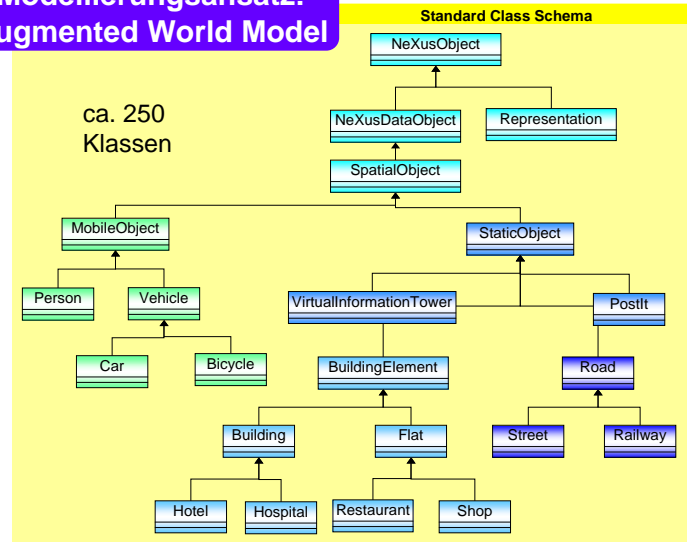 Modellierungsansatz:
ugmented World Model
Standard Class Schema
NeXusObject
ca. 250
Klassen
NeXusDataObject
Representation
SpatialObject
MobileObject
StaticObject
Person
Vehicle
VirtualInformationTower
PostIt
Car
Bicycle
BuildingElement
Road
Building
Flat
Street
Railway
Hotel
Hospital
Restaurant
Shop